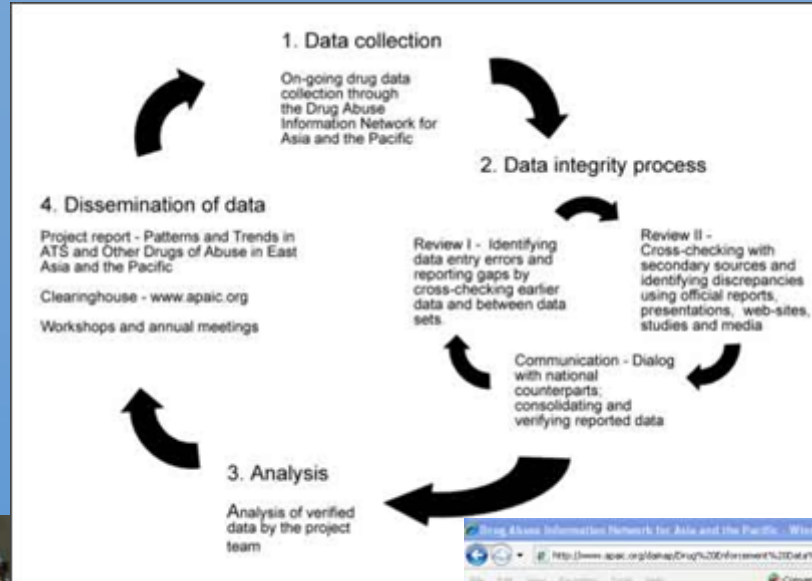 1. Data collection
On-going drug data
collection through
the Drug Abuse
Information Network for
Asia and the Pacific
2. Data integrity process
Review I - Identifying
data entry errors and
reporting gaps by
cross-checking earlier
data and between data
sets.
Review II -
Cross-checking with
secondary sources and
identifying discrepancies
using official reports,
presentations, web-sites,
studies and media
Communication - Dialog
with national
counterparts;
consolidating and
verifying reported data
3. Analysis
Analysis of verified
data by the project
team
4. Dissemination of data
Project report - Patterns and Trends in
ATS and Other Drugs of Abuse in East
Asia and the Pacific
Clearinghouse - www.apaic.org
Workshops and annual meetings
Drug Abuse Information Network for Asia and the Pacific -